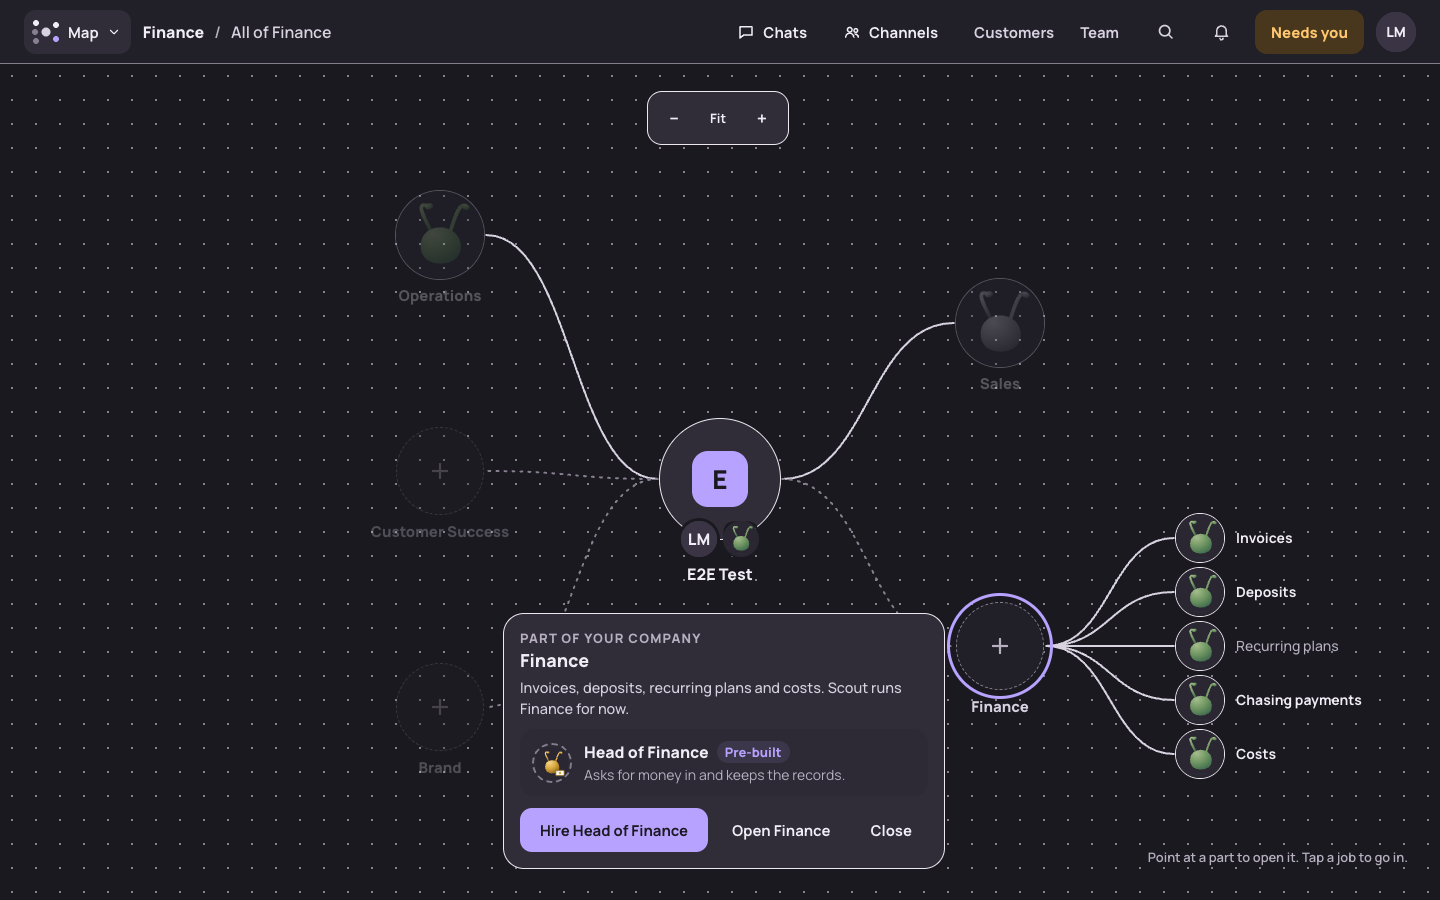 Map
Finance / All of Finance
Chats
Channels
Customers
Team
Needs you
LM
− Fit +
Operations
Sales
Customer Success
E
LM
E2E Test
Invoices
Deposits
Recurring plans
Chasing payments
Costs
Finance
Brand
PART OF YOUR COMPANY
Finance
Invoices, deposits, recurring plans and costs. Scout runs
Finance for now.
Head of Finance Pre-built
Asks for money in and keeps the records.
Hire Head of Finance
Open Finance
Close
Point at a part to open it. Tap a job to go in.